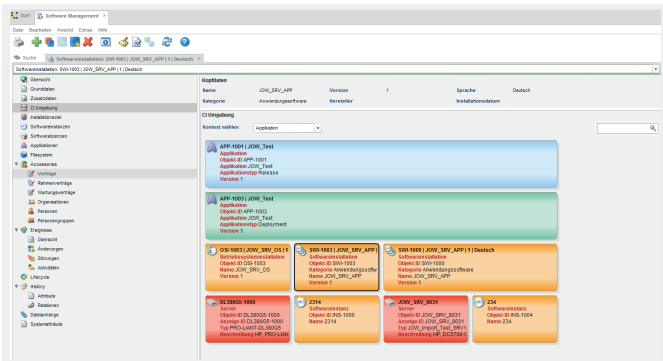 Start
Software Management ×
Datei Bearbeiten Ansicht Extras Hilfe
Suche
Softwareinstallation: SWI-1003 | JOW_SRV_APP | 1 | Deutsch ×
Softwareinstallation: SWI-1003 | JOW_SRV_APP | 1 | Deutsch
Übersicht
Grunddaten
Zusatzdaten
CI Umgebung
Installationsziel
Softwareinstanzen
Softwarelizenzen
Applikationen
Filesystem
Accessories
Verträge
Rahmenverträge
Wartungsverträge
Organisationen
Personen
Personengruppen
Ereignisse
Übersicht
Änderungen
Störungen
Aktivitäten
Lifecycle
History
Attribute
Relationen
Dateianhänge
Systemattribute
Kopfdaten
Name JOW_SRV_APP Version 1 Sprache Deutsch
Kategorie Anwendungssoftware Hersteller Installationsdatum
CI Umgebung
Kontext wählen Applikation
APP-1001 | JOW_Test
Applikation
Objekt-ID APP-1001
Applikation JOW_Test
Applikationstyp Release
Version 1
APP-1003 | JOW_Test
Applikation
Objekt-ID APP-1003
Applikation JOW_Test
Applikationstyp Deployment
Version 1
OSI-1003 | JOW_SRV_OS | 1
Betriebssysteminstallation
Objekt-ID OSI-1003
Name JOW_SRV_OS
Version 1
SWI-1003 | JOW_SRV_APP |
Softwareinstallation
Objekt-ID SWI-1003
Kategorie Anwendungssoftw
Name JOW_SRV_APP
Version 1
SWI-1000 | JOW_SRV_APP | 1 | Deutsch
Softwareinstallation
Objekt-ID SWI-1000
Kategorie Anwendungssoftware
Name JOW_SRV_APP
Version 1
DL380G5-1000
Server
Objekt-ID DL380G5-1000
Anzeige-ID DL380G5-1000
Typ PRO-LIANT-DL380G5
Beschreibung HP, PRO-LIAN
2314
Softwareinstanz
Objekt-ID INS-1000
Name 2314
JOW_SRV_8031
Server
Objekt-ID JOW_SRV_8031
Anzeige-ID JOW_SRV_8031
Typ JOW_Import_Test_SRV1
Beschreibung HP, DC5700-S
234
Softwareinstanz
Objekt-ID INS-1004
Name 234